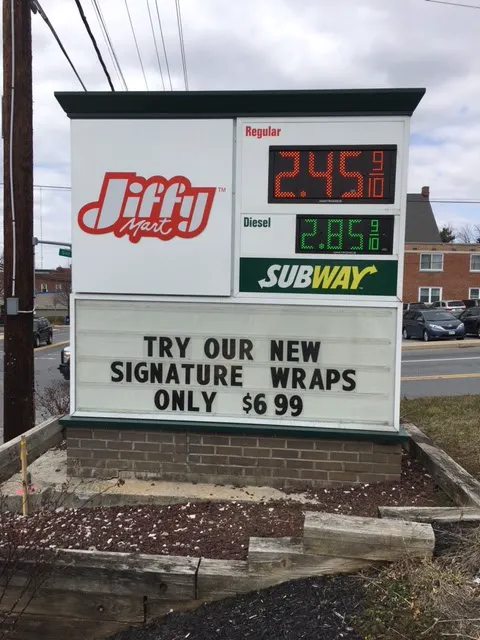 Jiffy
Mart
TM
Regular
2.45 9/10
Diesel
2.85 9/10
SUBWAY
TRY OUR NEW
SIGNATURE WRAPS
ONLY $6 99